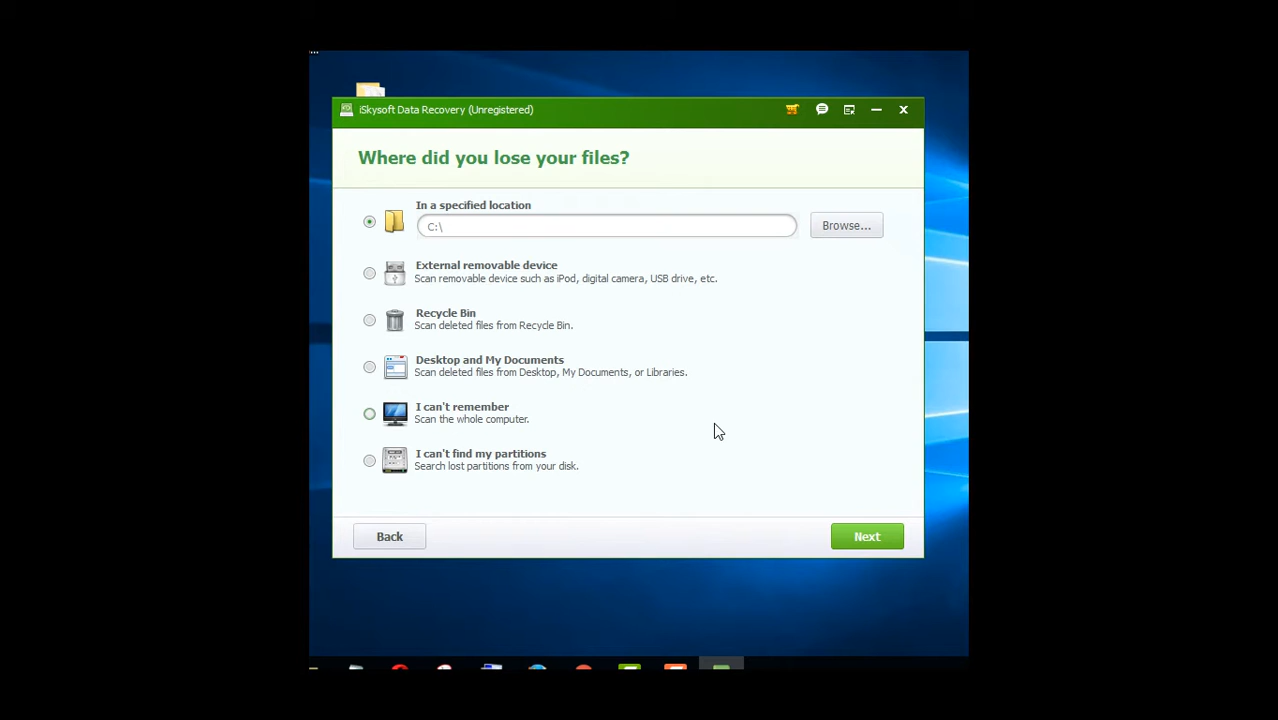 ...
iSkysoft Data Recovery (Unregistered)
Where did you lose your files?
In a specified location
C:\
Browse...
External removable device
Scan removable device such as iPod, digital camera, USB drive, etc.
Recycle Bin
Scan deleted files from Recycle Bin.
Desktop and My Documents
Scan deleted files from Desktop, My Documents, or Libraries.
I can't remember
Scan the whole computer.
I can't find my partitions
Search lost partitions from your disk.
Back
Next